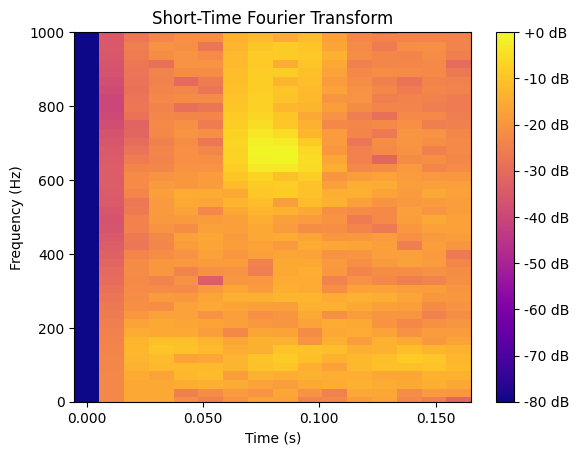 Short-Time Fourier Transform
1000
800
600
400
200
0
Frequency (Hz)
0.000
0.050
0.100
0.150
Time (s)
+0 dB
-10 dB
-20 dB
-30 dB
-40 dB
-50 dB
-60 dB
-70 dB
-80 dB